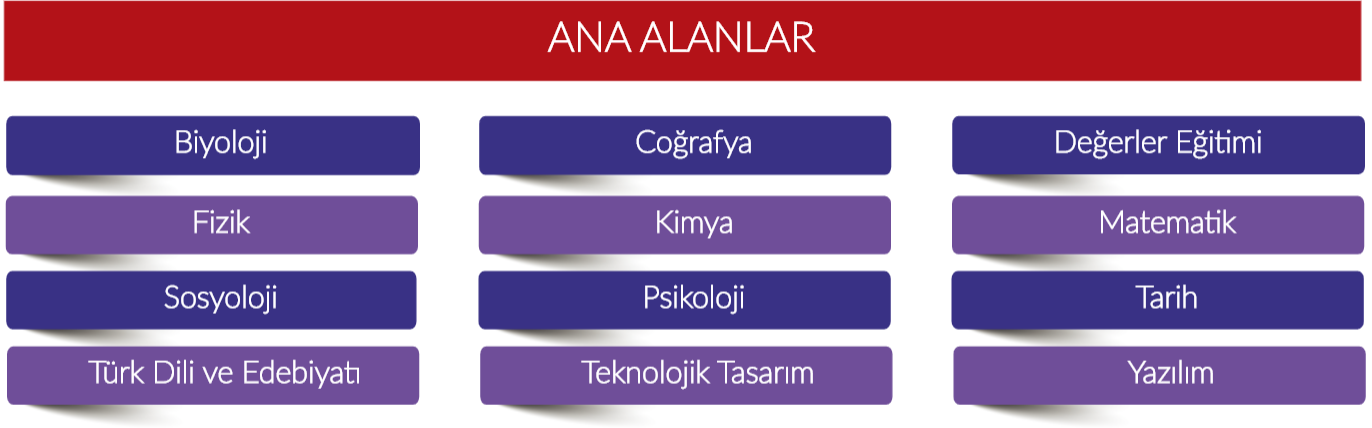 ANA ALANLAR
Biyoloji
Coğrafya
Değerler Eğitimi
Fizik
Kimya
Matematik
Sosyoloji
Psikoloji
Tarih
Türk Dili ve Edebiyatı
Teknolojik Tasarım
Yazılım